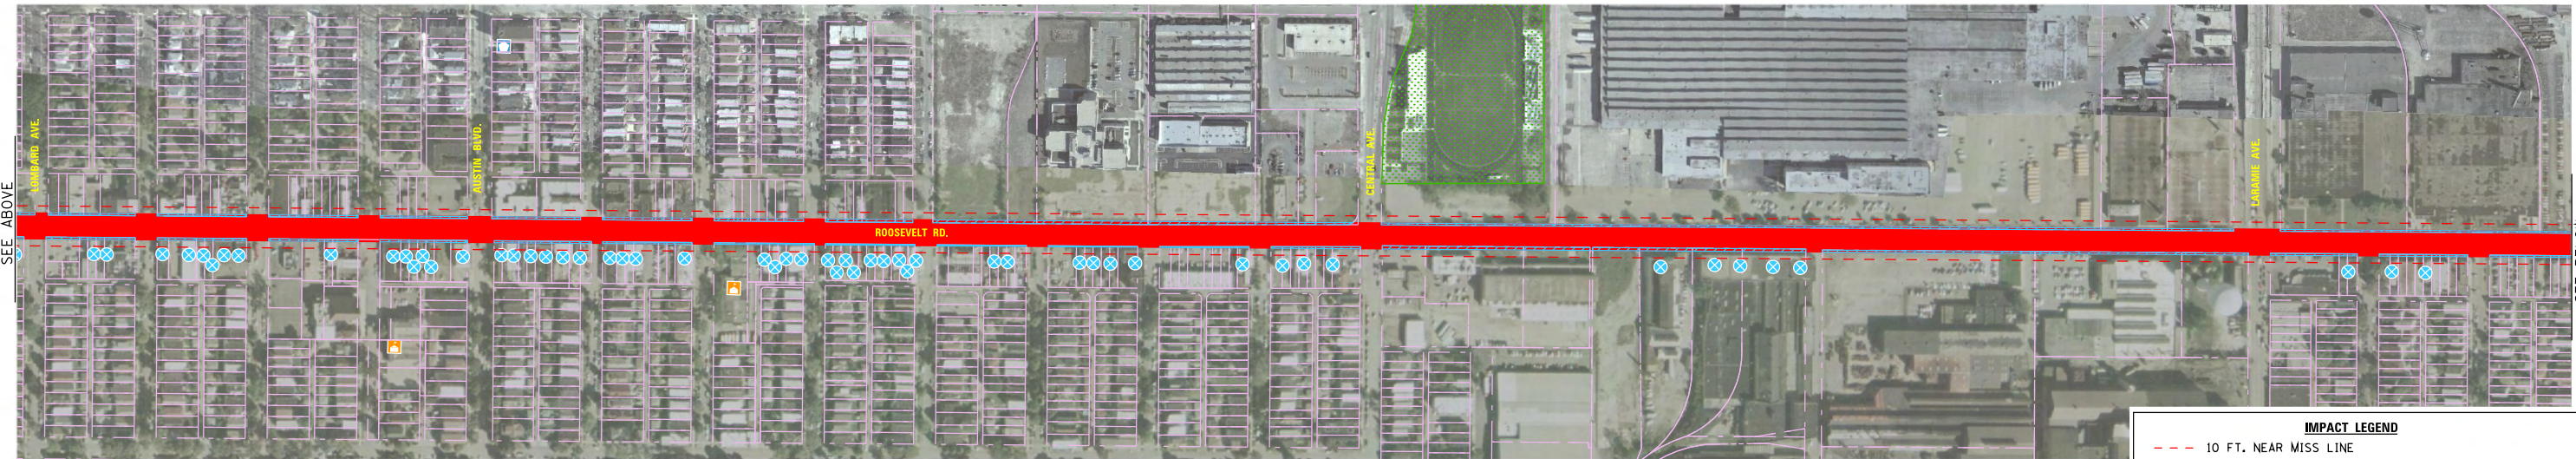 SEE ABOVE
LOMBARD AVE.
AUSTIN BLVD.
CENTRAL AVE.
LARAMIE AVE.
ROOSEVELT RD.
IMPACT LEGEND
10 FT. NEAR MISS LINE